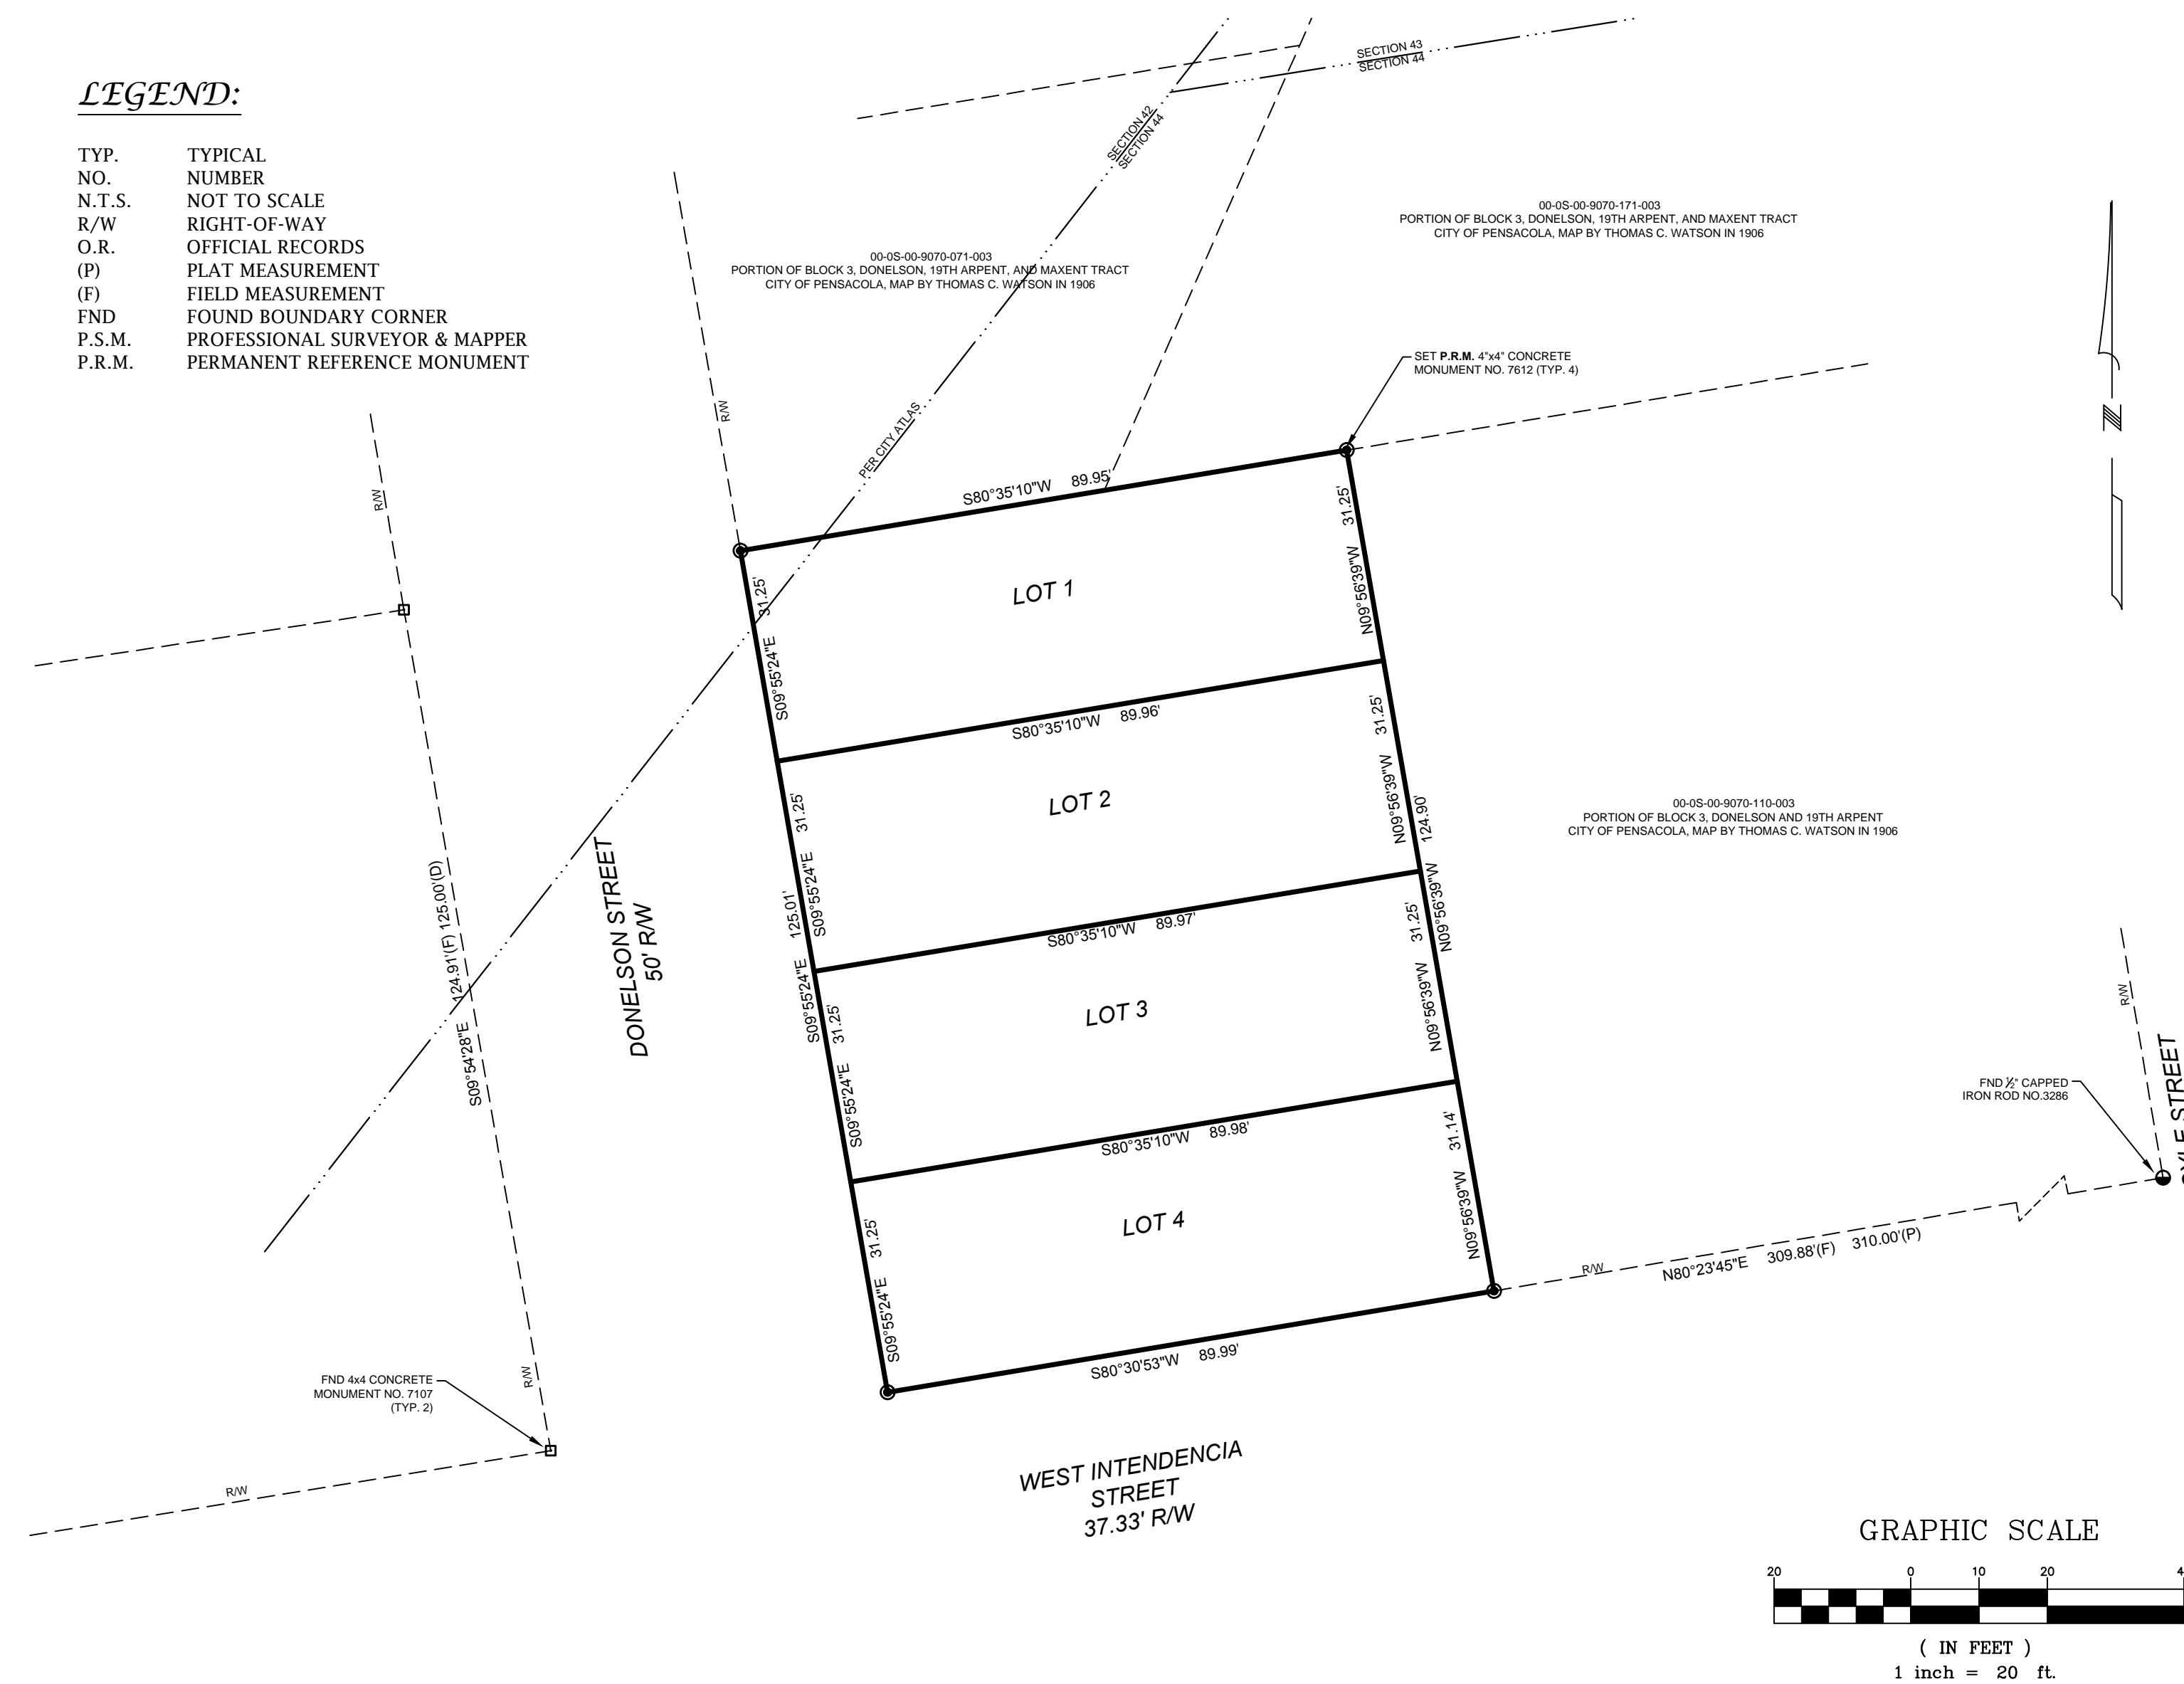 LEGEND:
TYP. TYPICAL
NO. NUMBER
N.T.S. NOT TO SCALE
R/W RIGHT-OF-WAY
O.R. OFFICIAL RECORDS
(P) PLAT MEASUREMENT
(F) FIELD MEASUREMENT
FND FOUND BOUNDARY CORNER
P.S.M. PROFESSIONAL SURVEYOR & MAPPER
P.R.M. PERMANENT REFERENCE MONUMENT
SECTION 43
SECTION 44
SECTION 42
SECTION 44
00-0S-00-9070-171-003
PORTION OF BLOCK 3, DONELSON, 19TH ARPENT, AND MAXENT TRACT
CITY OF PENSACOLA, MAP BY THOMAS C. WATSON IN 1906
00-0S-00-9070-071-003
PORTION OF BLOCK 3, DONELSON, 19TH ARPENT, AND MAXENT TRACT
CITY OF PENSACOLA, MAP BY THOMAS C. WATSON IN 1906
SET P.R.M. 4"x4" CONCRETE
MONUMENT NO. 7612 (TYP. 4)
R/W
R/W
PER CITY ATLAS
S80°35'10"W 89.95'
N09°56'39"W 31.25'
S09°55'24"E 31.25'
LOT 1
S80°35'10"W 89.96'
N09°56'39"W 31.25'
S09°55'24"E 31.25'
LOT 2
N09°56'39"W 124.90'
S09°55'24"E 125.01'
00-0S-00-9070-110-003
PORTION OF BLOCK 3, DONELSON AND 19TH ARPENT
CITY OF PENSACOLA, MAP BY THOMAS C. WATSON IN 1906
S09°54'28"E 124.91'(F) 125.00'(D)
DONELSON STREET
50' R/W
S80°35'10"W 89.97'
N09°56'39"W 31.25'
S09°55'24"E 31.25'
LOT 3
S80°35'10"W 89.98'
N09°56'39"W 31.14'
S09°55'24"E 31.25'
LOT 4
S80°30'53"W 89.99'
R/W
N80°23'45"E 309.88'(F) 310.00'(P)
R/W
FND ½" CAPPED
IRON ROD NO.3286
STREET
FND 4x4 CONCRETE
MONUMENT NO. 7107
(TYP. 2)
R/W
R/W
WEST INTENDENCIA
STREET
37.33' R/W
N
GRAPHIC SCALE
20 0 10 20
( IN FEET )
1 inch = 20 ft.